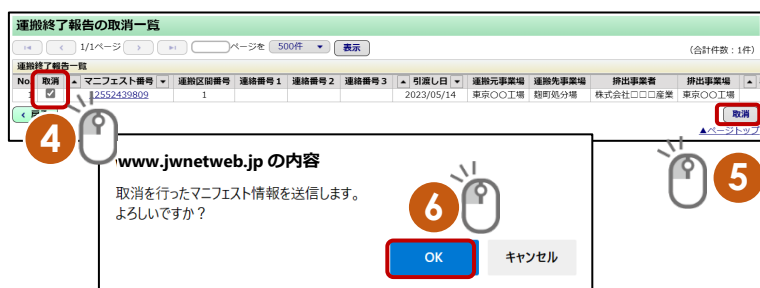 運搬終了報告の取消一覧
1/1ページ ページを 500件 表示 (合計件数：1件)
運搬終了報告一覧
No 取消 マニフェスト番号 運搬区間番号 連絡番号1 連絡番号2 連絡番号3 引渡し日 運搬元事業場 運搬先事業場 排出事業者 排出事業場
2552439809 1 2023/05/14 東京○○工場 麹町処分場 株式会社□□□産業 東京○○工場
取消
▲ページトップ
4
5
www.jwnetweb.jp の内容
取消を行ったマニフェスト情報を送信します。
よろしいですか？
6
OK キャンセル